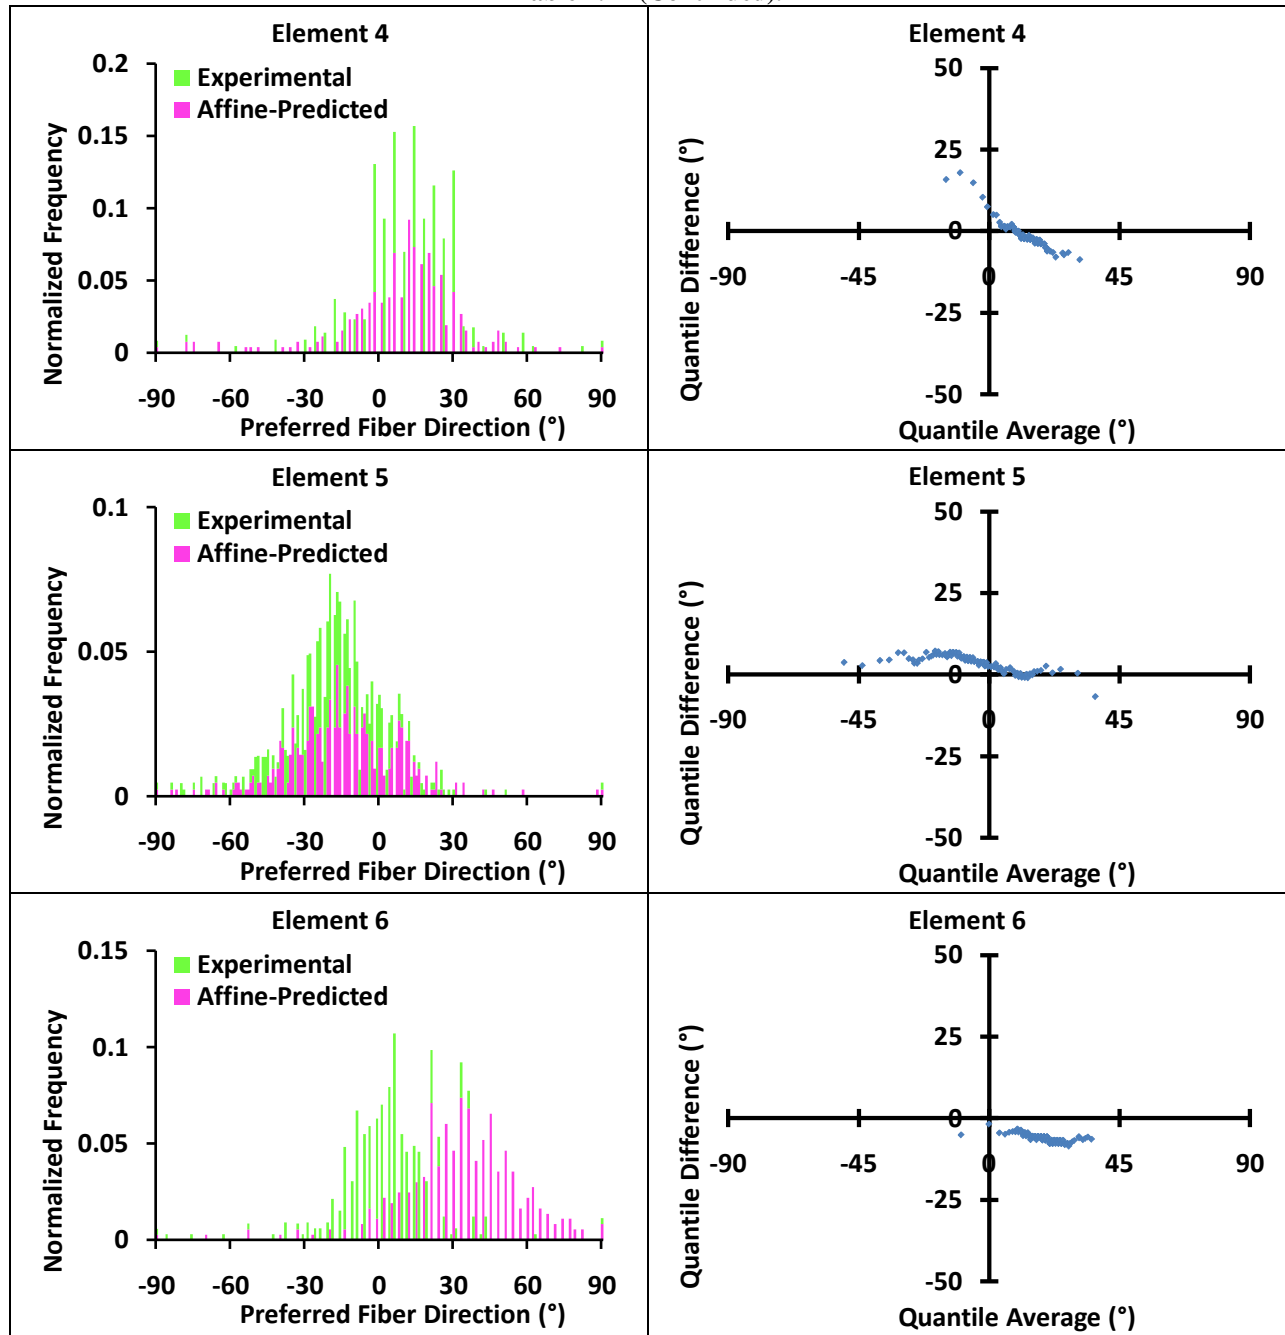 Element 4
0.2
Experimental
Affine-Predicted
0.15
0.1
0.05
0
-90 -60 -30 0 30 60 90
Normalized Frequency
Preferred Fiber Direction (°)
Element 4
50
25
0
-90 -45 0 45 90
-25
-50
Quantile Difference (°)
Quantile Average (°)
Element 5
0.1
Experimental
Affine-Predicted
0.05
0
-90 -60 -30 0 30 60 90
Normalized Frequency
Preferred Fiber Direction (°)
Element 5
50
25
0
-90 -45 0 45 90
-25
-50
Quantile Difference (°)
Quantile Average (°)
Element 6
0.15
Experimental
Affine-Predicted
0.1
0.05
0
-90 -60 -30 0 30 60 90
Normalized Frequency
Preferred Fiber Direction (°)
Element 6
50
25
0
-90 -45 0 45 90
-25
-50
Quantile Difference (°)
Quantile Average (°)